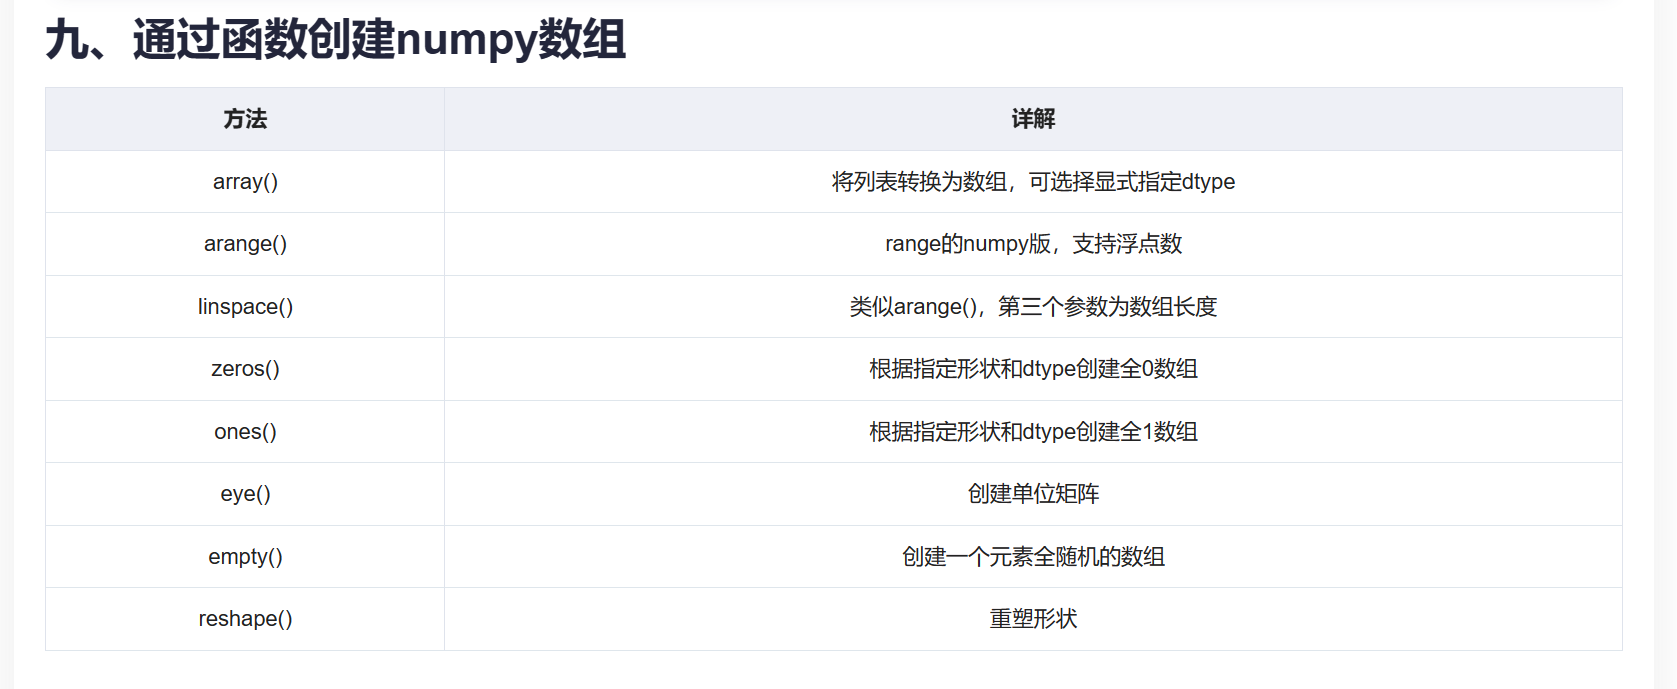 九、通过函数创建numpy数组
方法 详解
array() 将列表转换为数组，可选择显式指定dtype
arange() range的numpy版，支持浮点数
linspace() 类似arange()，第三个参数为数组长度
zeros() 根据指定形状和dtype创建全0数组
ones() 根据指定形状和dtype创建全1数组
eye() 创建单位矩阵
empty() 创建一个元素全随机的数组
reshape() 重塑形状